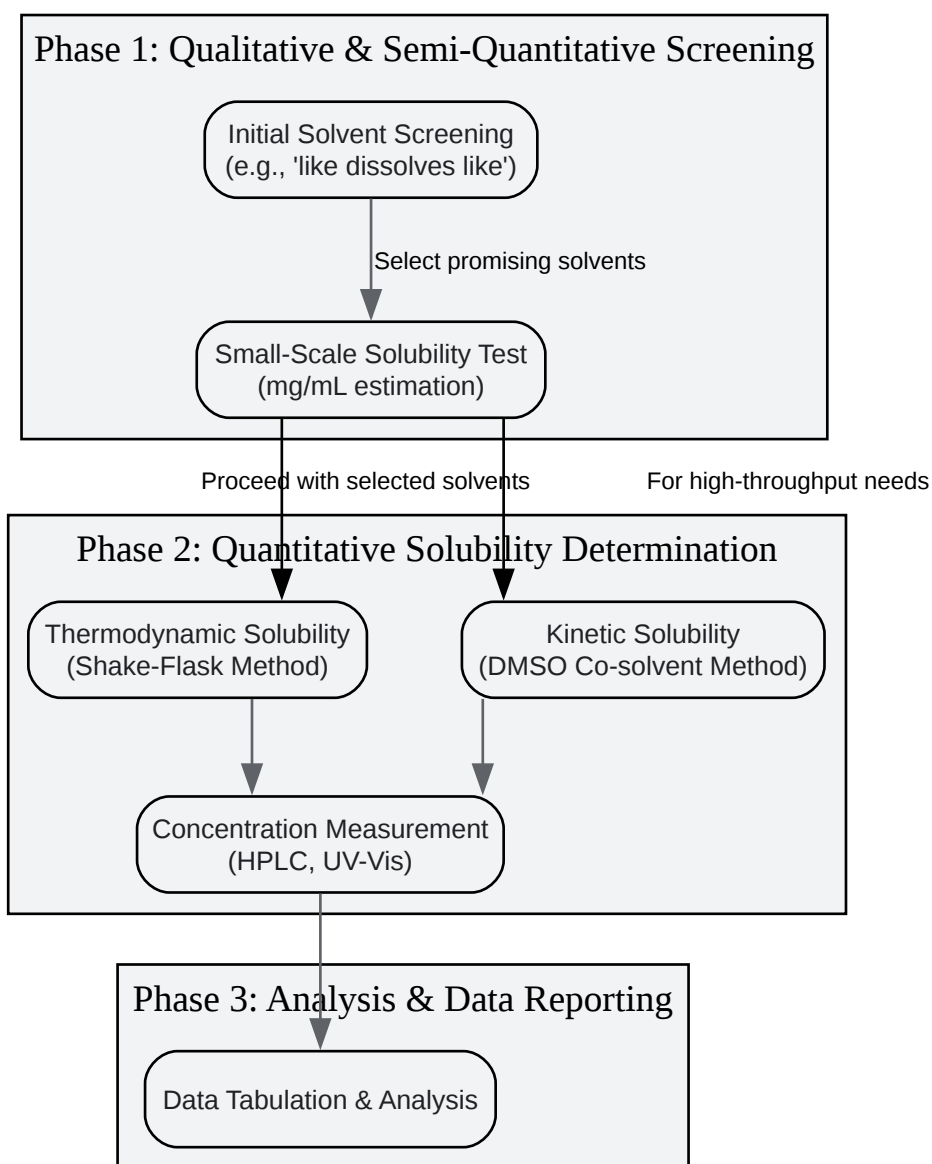 Phase 1: Qualitative & Semi-Quantitative Screening
Initial Solvent Screening
(e.g., 'like dissolves like')
Select promising solvents
Small-Scale Solubility Test
(mg/mL estimation)
Proceed with selected solvents
For high-throughput needs
Phase 2: Quantitative Solubility Determination
Thermodynamic Solubility
(Shake-Flask Method)
Kinetic Solubility
(DMSO Co-solvent Method)
Concentration Measurement
(HPLC, UV-Vis)
Phase 3: Analysis & Data Reporting
Data Tabulation & Analysis